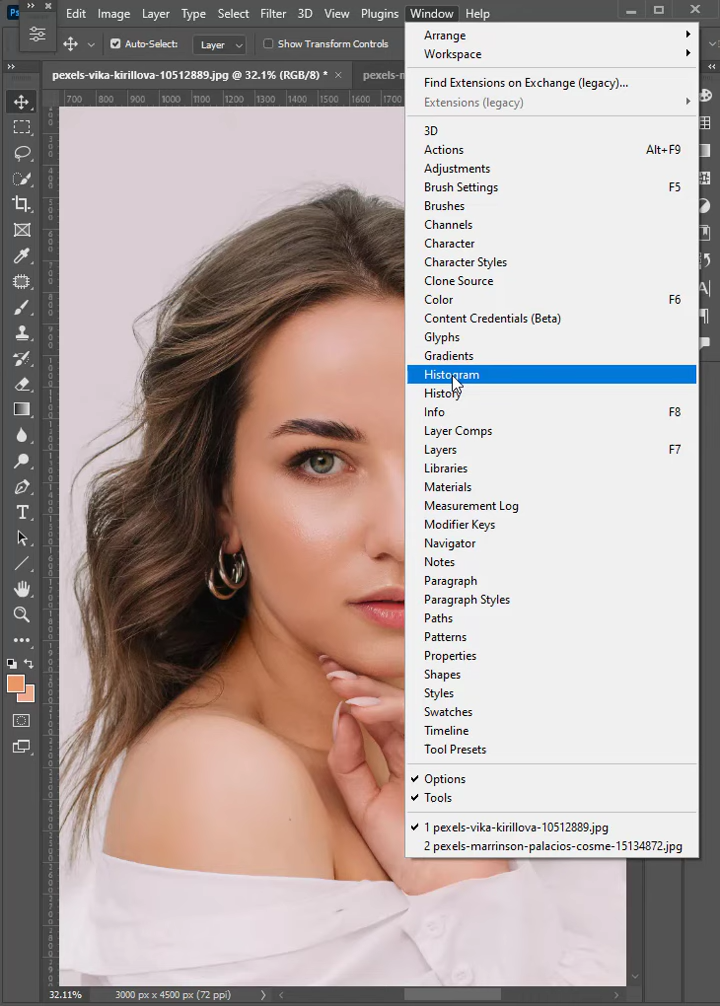 Ps Edit Image Layer Type Select Filter 3D View Plugins Window Help
Auto-Select: Layer Show Transform Controls
pexels-vika-kirillova-10512889.jpg @ 32.1% (RGB/8) * × pexels-m
700 800 900 1000 1100 1200 1300 1400 1500 1600 1700
Arrange
Workspace
Find Extensions on Exchange (legacy)...
Extensions (legacy)
3D
Actions Alt+F9
Adjustments
Brush Settings F5
Brushes
Channels
Character
Character Styles
Clone Source
Color F6
Content Credentials (Beta)
Glyphs
Gradients
Histogram
History
Info F8
Layer Comps
Layers F7
Libraries
Materials
Measurement Log
Modifier Keys
Navigator
Notes
Paragraph
Paragraph Styles
Paths
Patterns
Properties
Shapes
Styles
Swatches
Timeline
Tool Presets
Options
Tools
1 pexels-vika-kirillova-10512889.jpg
2 pexels-marrinson-palacios-cosme-15134872.jpg
32.11% 3000 px x 4500 px (72 ppi)